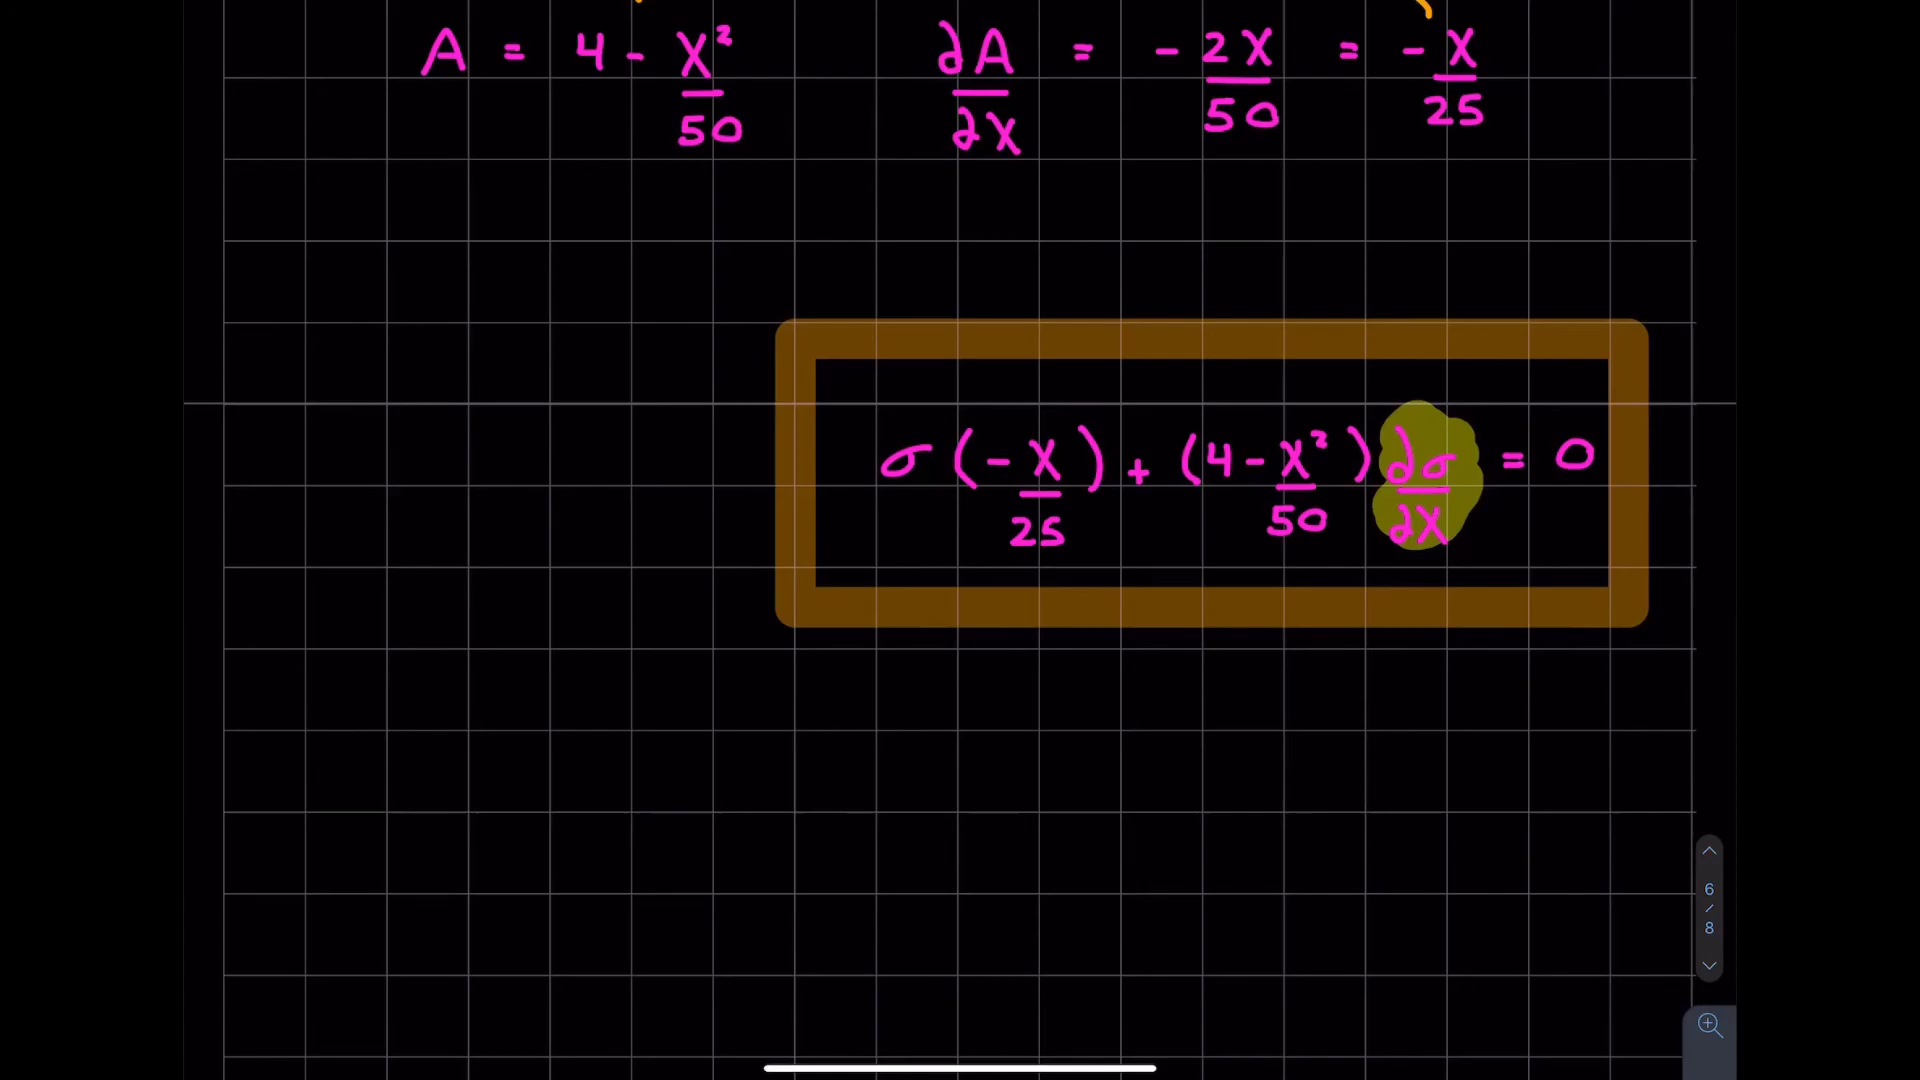 A = 4 - X²/50    ∂A/∂X = - 2X/50 = - X/25
σ(-X/25) + (4-X²/50)∂σ/∂X = 0
6
/
8